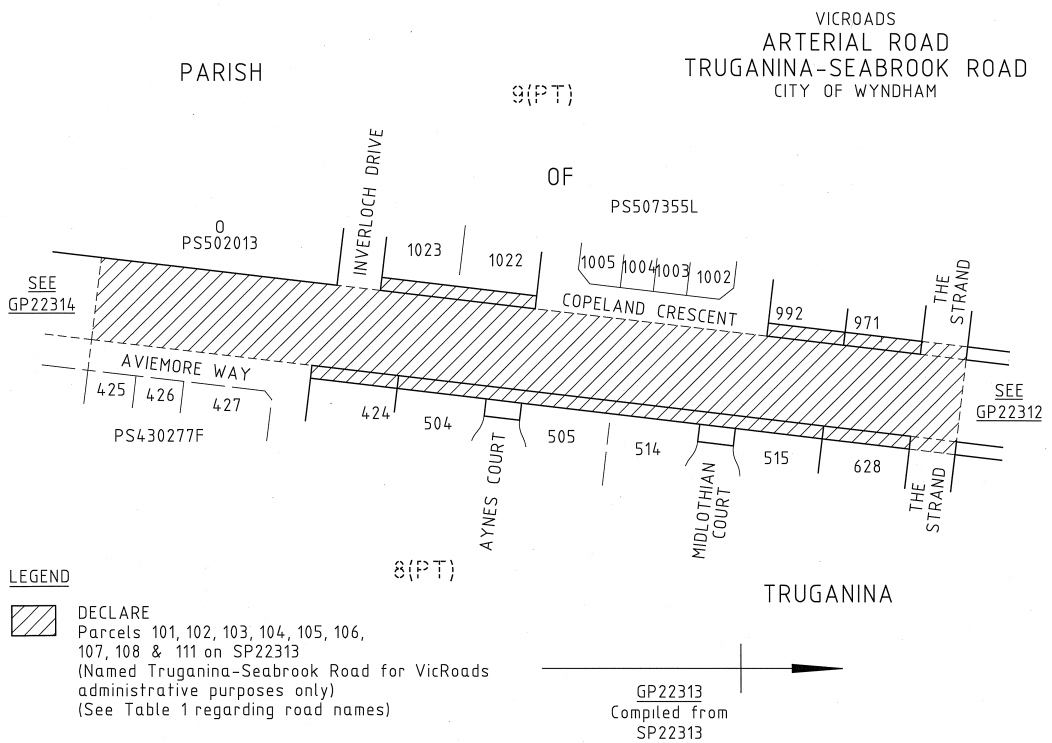 VICROADS
ARTERIAL ROAD
TRUGANINA-SEABROOK ROAD
CITY OF WYNDHAM
PARISH
9(PT)
OF
PS507355L
INVERLOCH DRIVE
O
PS502013
1023
1022
1005
1004
1003
1002
COPELAND CRESCENT
992
971
THE
STRAND
SEE
GP22314
AVIEMORE WAY
425
426
427
PS430277F
424
504
AYNES COURT
505
514
MIDLOTHIAN
COURT
515
628
THE
STRAND
SEE
GP22312
8(PT)
TRUGANINA
LEGEND
DECLARE
Parcels 101, 102, 103, 104, 105, 106,
107, 108 & 111 on SP22313
(Named Truganina-Seabrook Road for VicRoads
administrative purposes only)
(See Table 1 regarding road names)
GP22313
Compiled from
SP22313